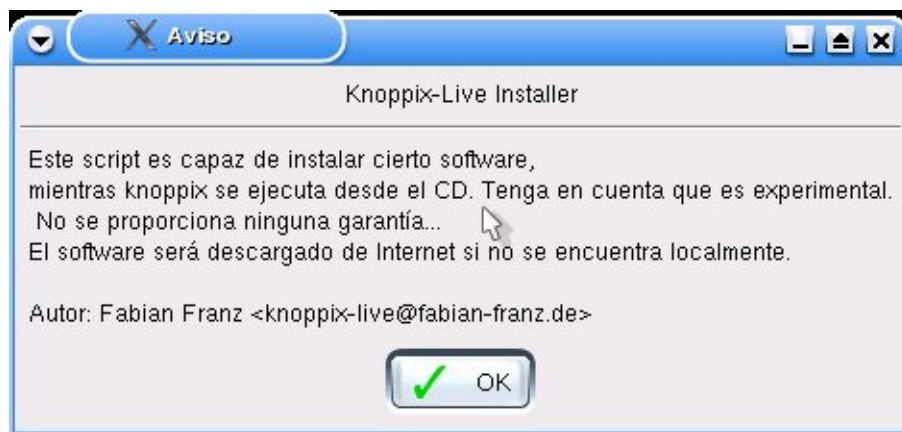 Aviso
Knoppix-Live Installer
Este script es capaz de instalar cierto software,
mientras knoppix se ejecuta desde el CD. Tenga en cuenta que es experimental.
No se proporciona ninguna garantía...
El software será descargado de Internet si no se encuentra localmente.
Autor: Fabian Franz <knoppix-live@fabian-franz.de>
OK